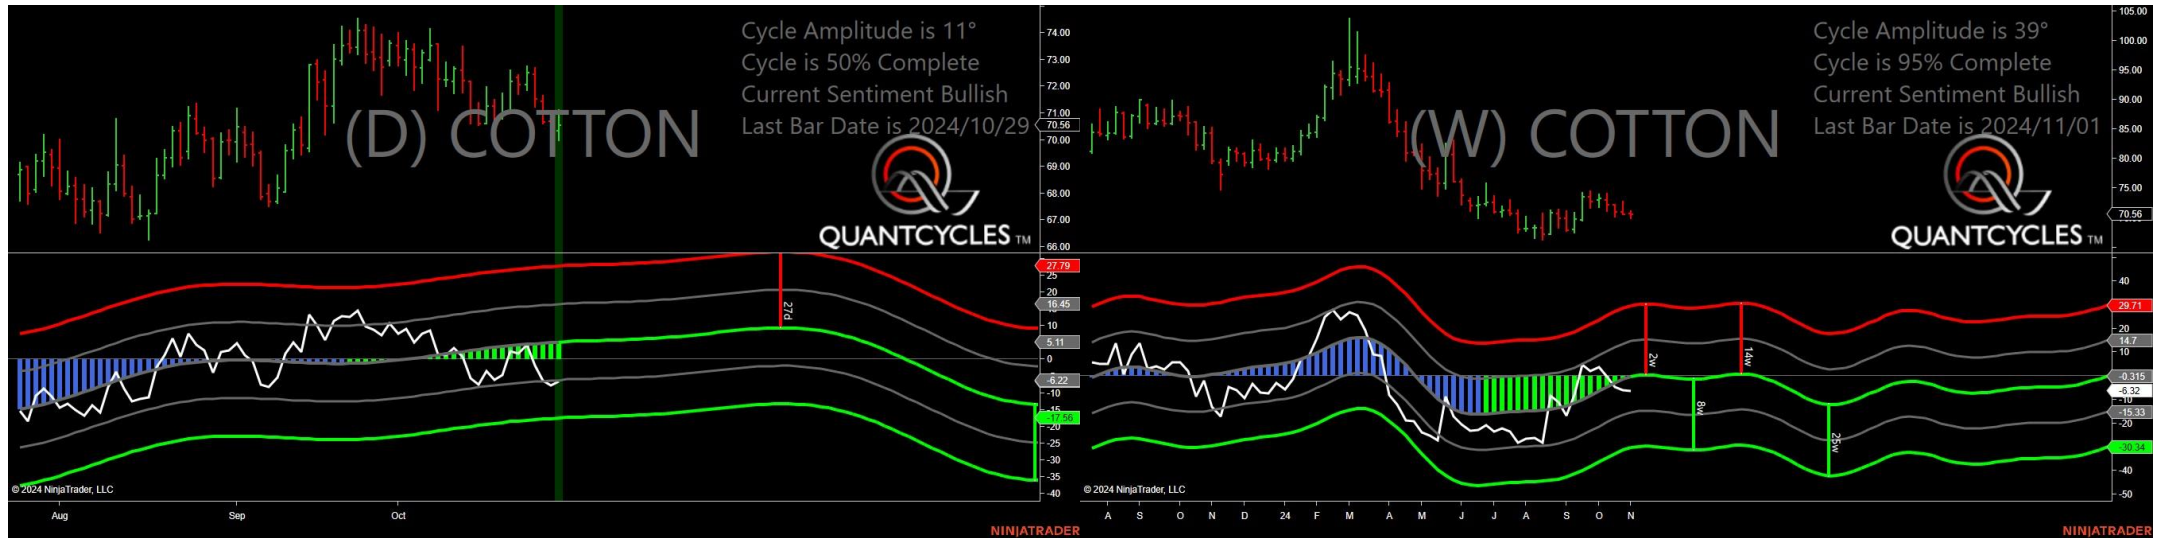 Cycle Amplitude is 11°
Cycle is 50% Complete
Current Sentiment Bullish
Last Bar Date is 2024/10/29
(D) COTTON
QUANTCYCLES TM
74.00
73.00
72.00
71.00
70.56
70.00
69.00
68.00
67.00
66.00
27.79
25
20
16.45
10
5.11
0
-6.22
-10
-15
-17.56
-20
-25
-30
-35
-40
27d
© 2024 NinjaTrader, LLC
Aug
Sep
Oct
NINJATRADER
Cycle Amplitude is 39°
Cycle is 95% Complete
Current Sentiment Bullish
Last Bar Date is 2024/11/01
(W) COTTON
QUANTCYCLES TM
105.00
100.00
95.00
90.00
85.00
80.00
75.00
70.56
40
29.71
20
14.7
10
-0.315
-6.32
-10
-15.33
-20
-30.34
-40
-50
2w
14w
8w
25w
© 2024 NinjaTrader, LLC
A S O N D 24 F M A M J J A S O N
NINJATRADER